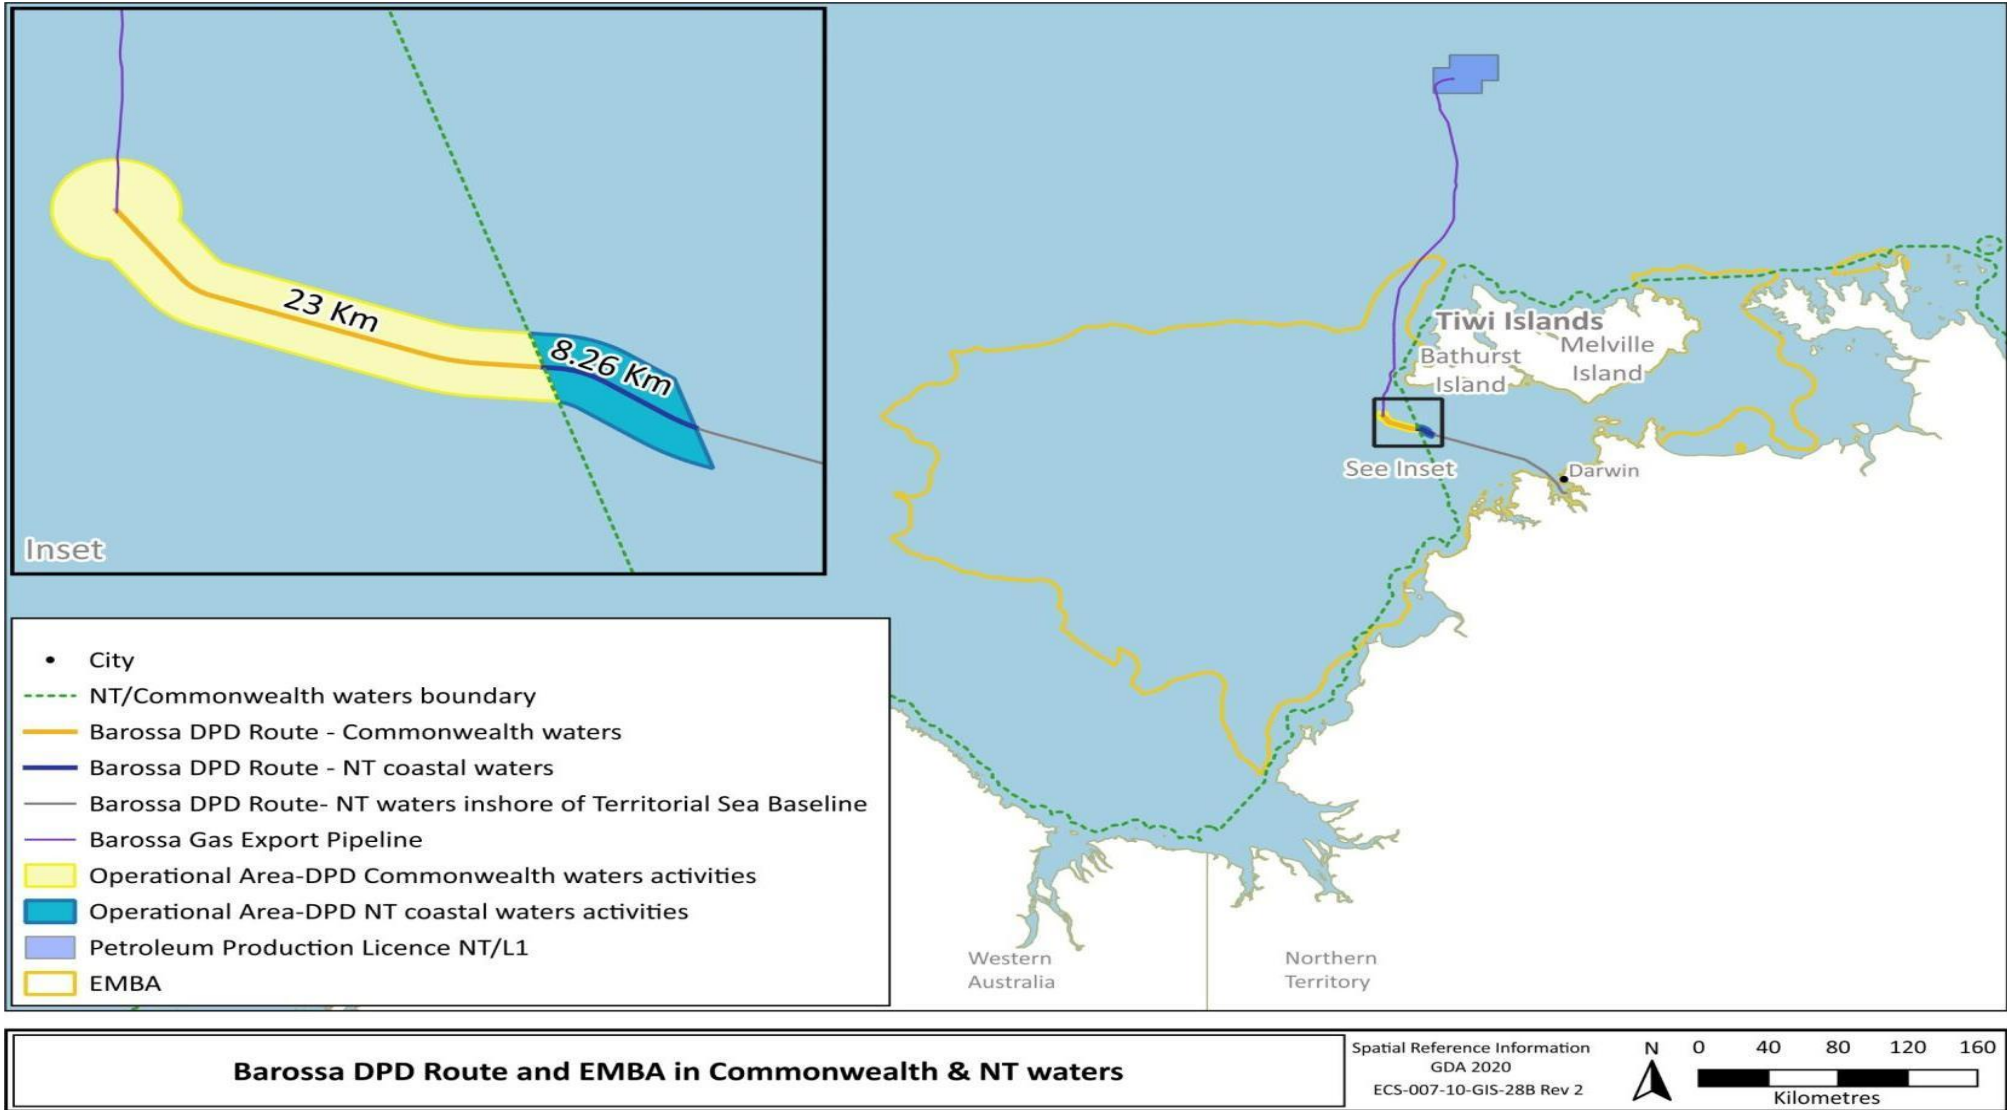 23 Km
8.26 Km
Inset
Tiwi Islands
Bathurst
Island
Melville
Island
See Inset
Darwin
City
NT/Commonwealth waters boundary
Barossa DPD Route - Commonwealth waters
Barossa DPD Route - NT coastal waters
Barossa DPD Route- NT waters inshore of Territorial Sea Baseline
Barossa Gas Export Pipeline
Operational Area-DPD Commonwealth waters activities
Operational Area-DPD NT coastal waters activities
Petroleum Production Licence NT/L1
EMBA
Western
Australia
Northern
Territory
Barossa DPD Route and EMBA in Commonwealth & NT waters
Spatial Reference Information
GDA 2020
ECS-007-10-GIS-28B Rev 2
N
0 40 80 120 160
Kilometres